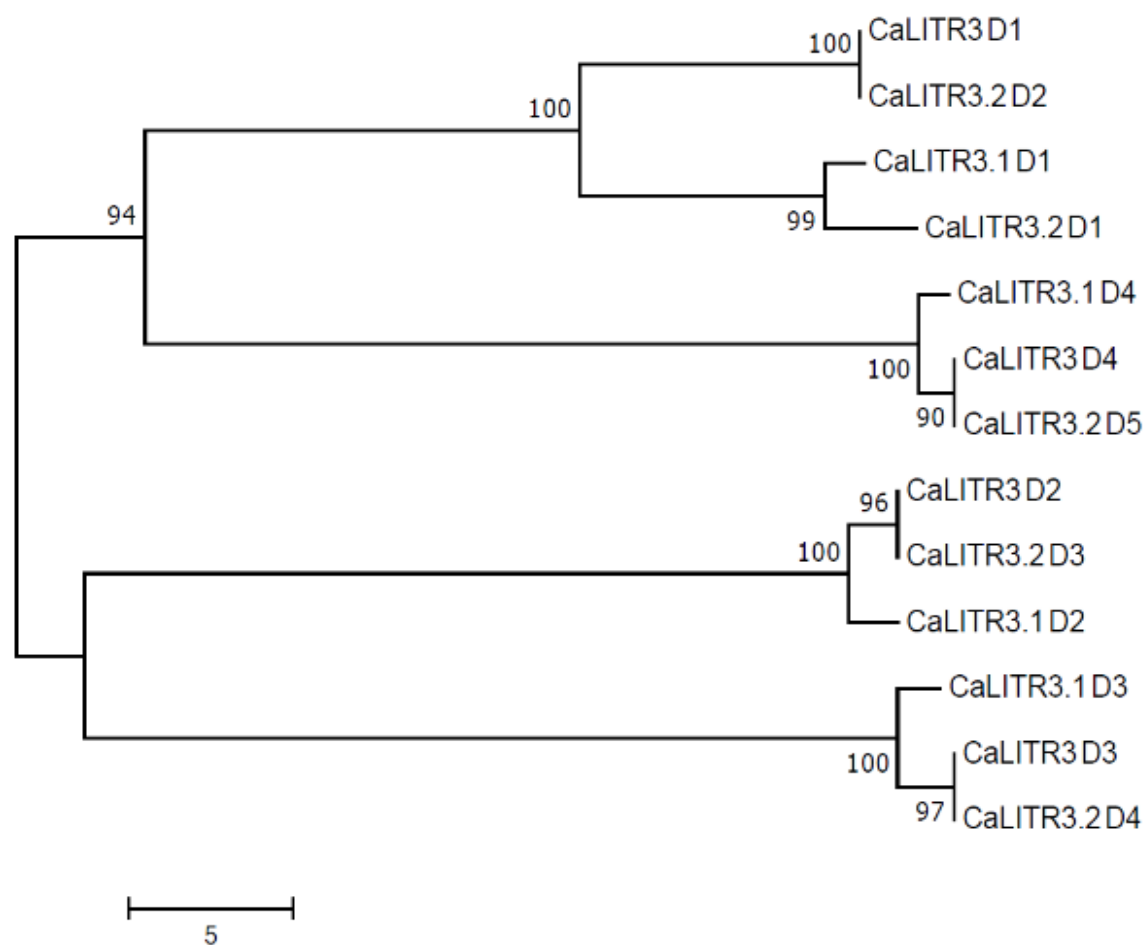 CaLITR3 D1
100
CaLITR3.2 D2
100
CaLITR3.1 D1
94
99
CaLITR3.2 D1
CaLITR3.1 D4
CaLITR3 D4
100
90
CaLITR3.2 D5
CaLITR3 D2
96
CaLITR3.2 D3
100
CaLITR3.1 D2
CaLITR3.1 D3
CaLITR3 D3
100
97
CaLITR3.2 D4
5